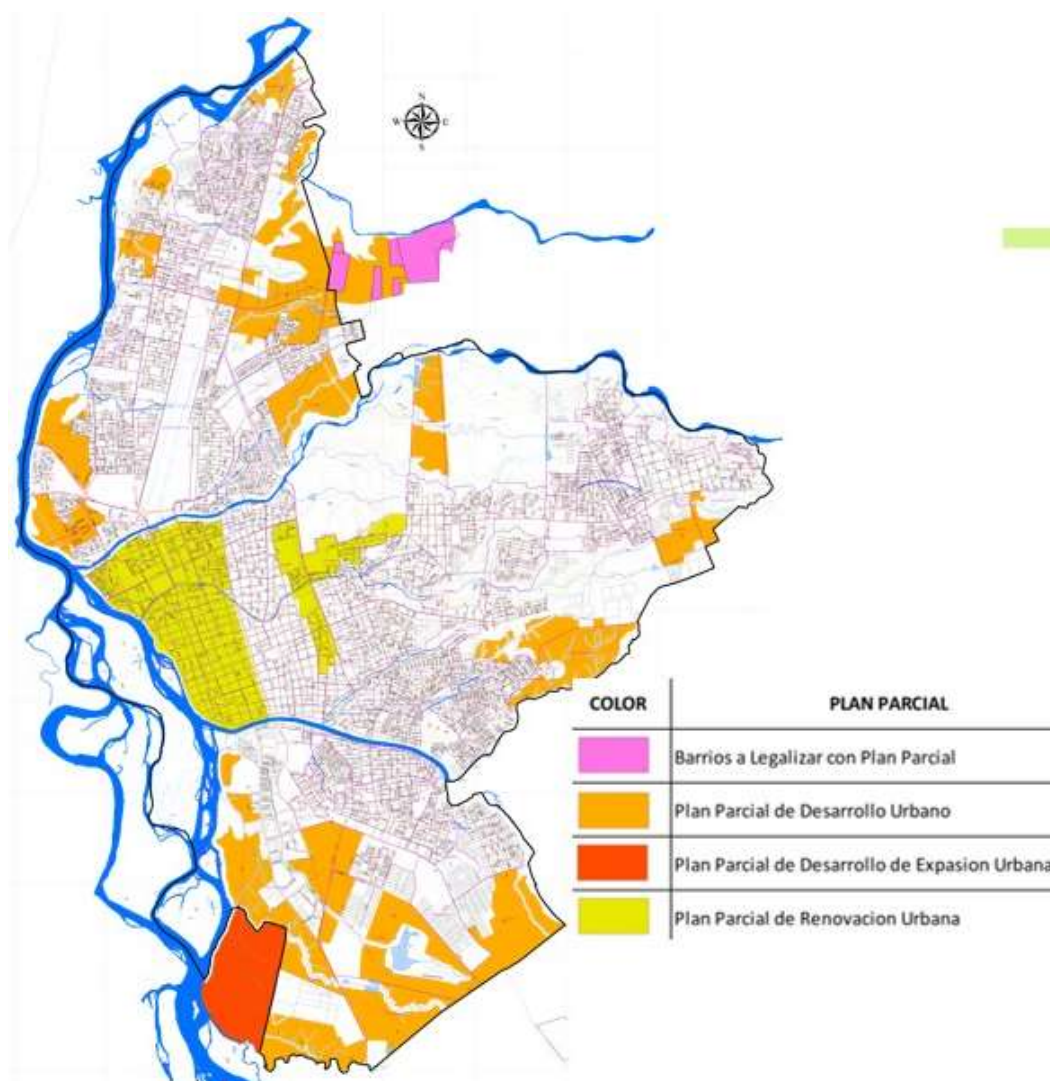 N
W E
S
COLOR PLAN PARCIAL
Barrios a Legalizar con Plan Parcial
Plan Parcial de Desarrollo Urbano
Plan Parcial de Desarrollo de Expasion Urbana
Plan Parcial de Renovacion Urbana